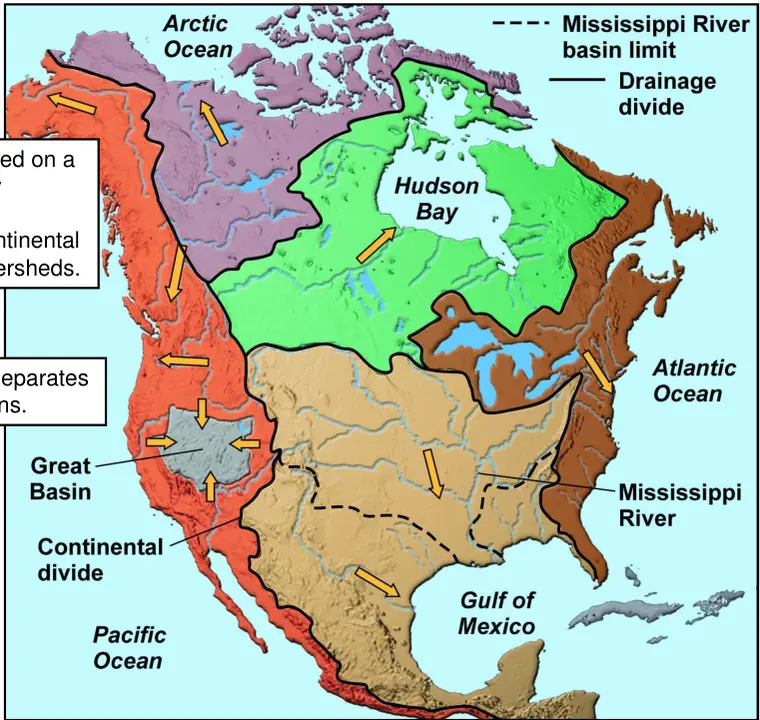 Arctic
Ocean
Mississippi River
basin limit
Drainage
divide
ed on a
ntinental
ersheds.
Hudson
Bay
eparates
ns.
Atlantic
Ocean
Great
Basin
Mississippi
River
Continental
divide
Gulf of
Mexico
Pacific
Ocean